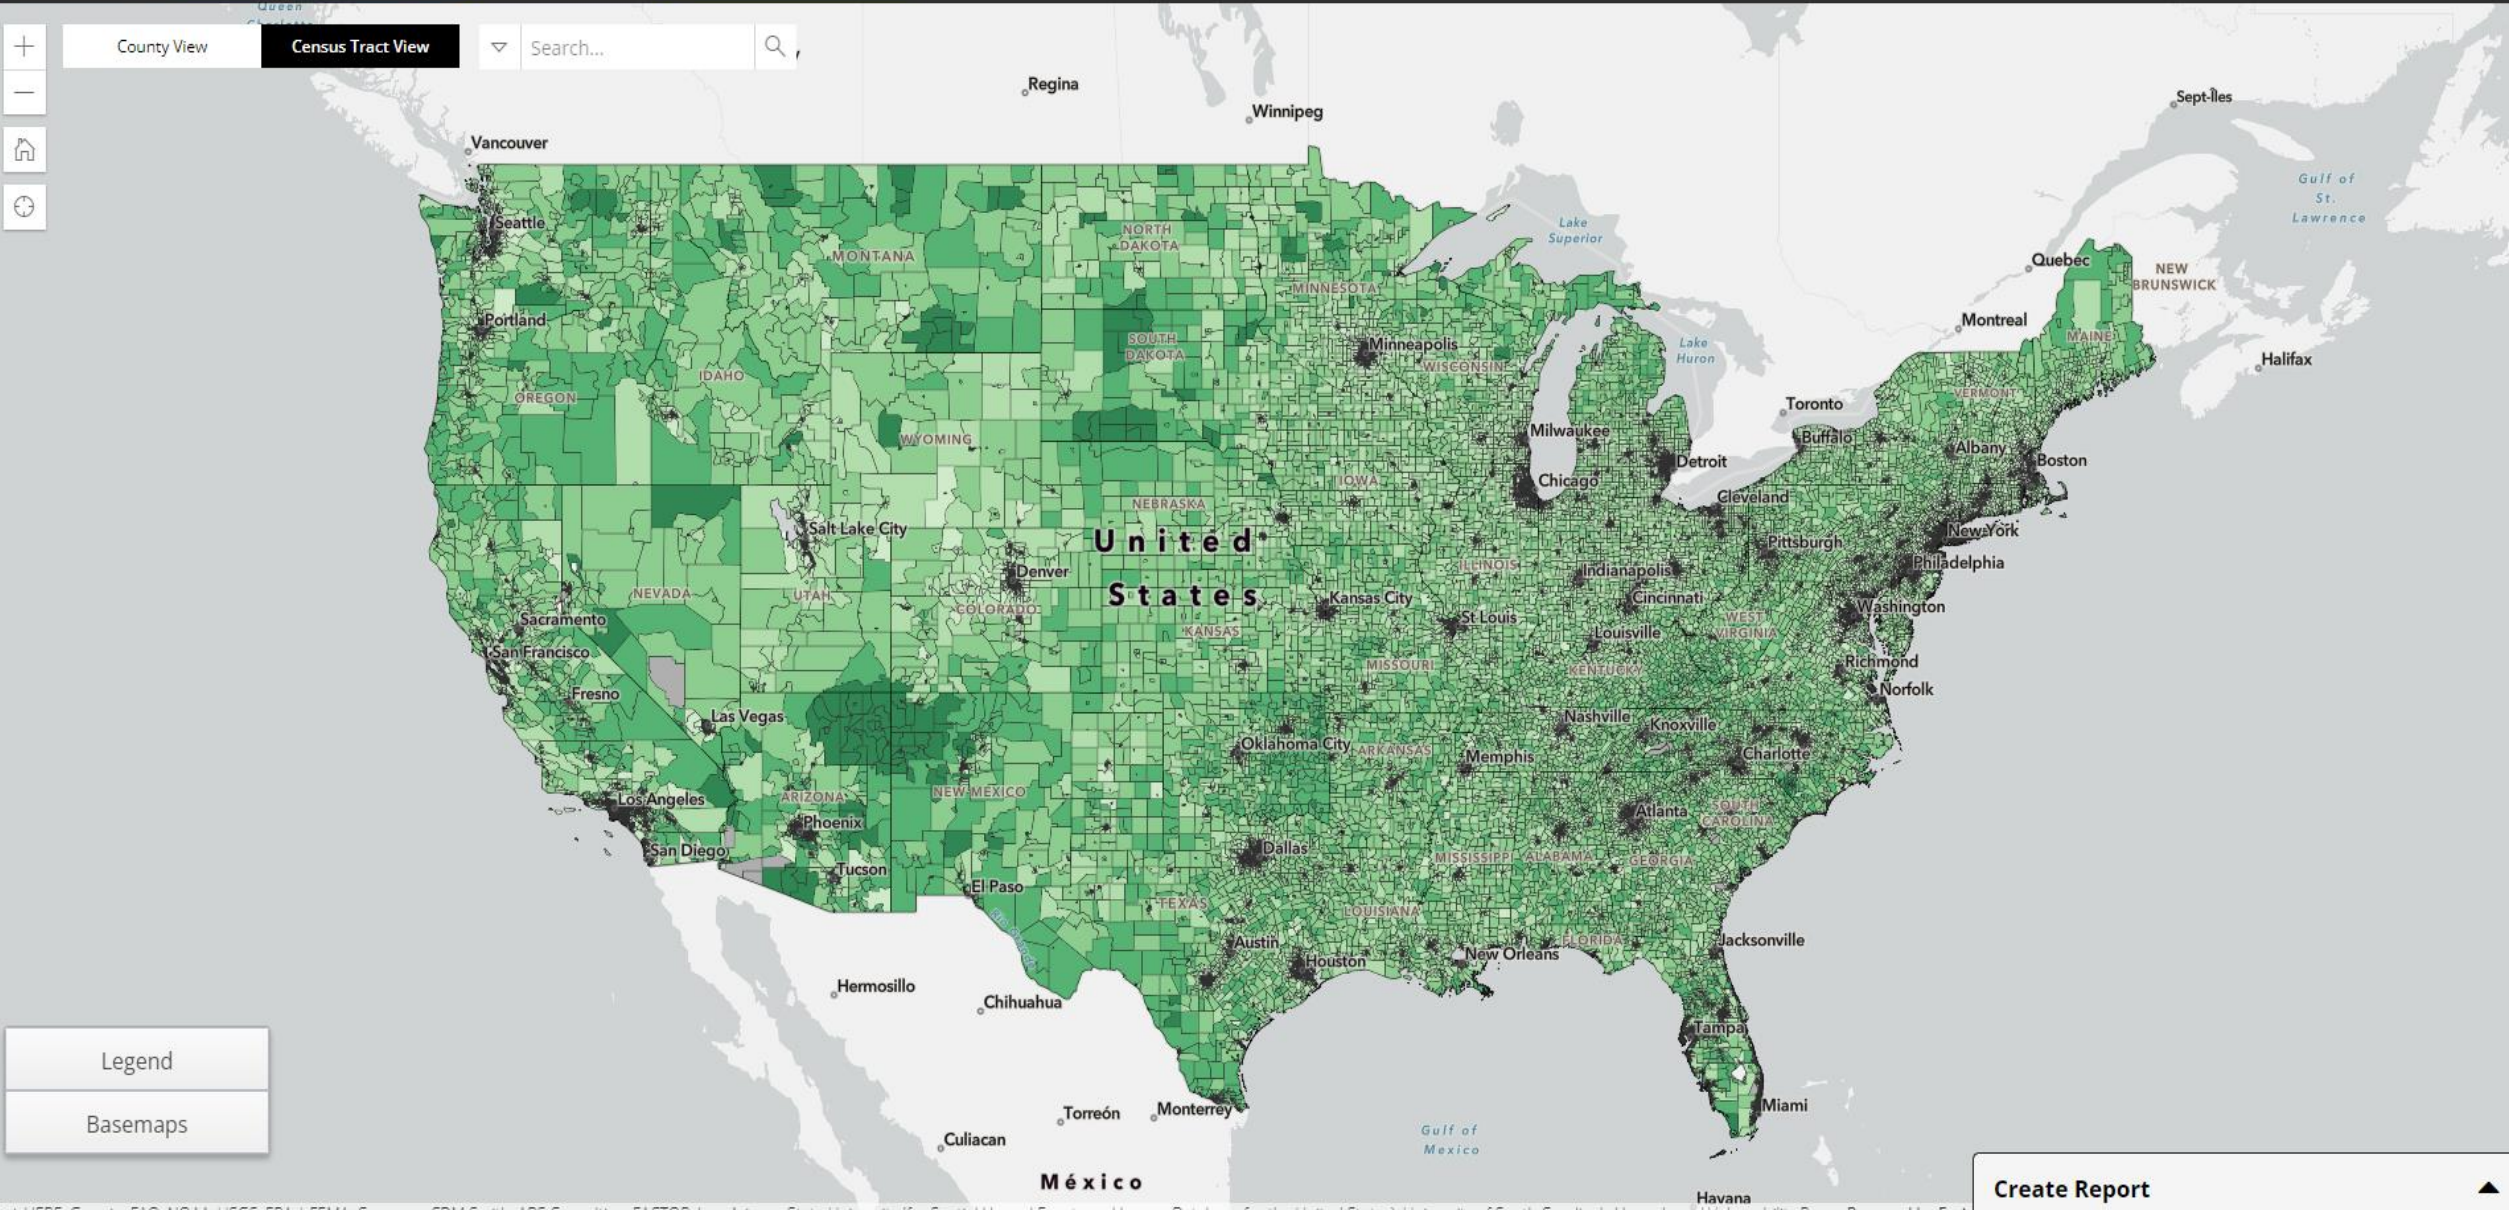 Queen
County View
Census Tract View
Search...
Regina
Winnipeg
Sept-Îles
Vancouver
Gulf of
St.
Lawrence
Seattle
Lake
Superior
NORTH
DAKOTA
MONTANA
Quebec
NEW
BRUNSWICK
MINNESOTA
Portland
Montreal
MAINE
Minneapolis
SOUTH
DAKOTA
Lake
Huron
Halifax
WISCONSIN
IDAHO
OREGON
VERMONT
Toronto
Milwaukee
Buffalo
WYOMING
Albany
Boston
Detroit
IOWA
Chicago
Cleveland
NEBRASKA
Salt Lake City
New York
United
Pittsburgh
Philadelphia
ILLINOIS
Indianapolis
Denver
NEVADA
UTAH
States
Kansas City
Cincinnati
Washington
COLORADO
Sacramento
St Louis
WEST
VIRGINIA
KANSAS
Louisville
San Francisco
MISSOURI
KENTUCKY
Richmond
Fresno
Norfolk
Las Vegas
Nashville
Knoxville
Oklahoma City
ARKANSAS
Memphis
Charlotte
Los Angeles
ARIZONA
NEW MEXICO
Phoenix
Atlanta
SOUTH
CAROLINA
San Diego
Dallas
MISSISSIPPI
ALABAMA
GEORGIA
Tucson
El Paso
TEXAS
LOUISIANA
Rio Grande
Austin
FLORIDA
Jacksonville
Houston
New Orleans
Hermosillo
Chihuahua
Tampa
Legend
Torreón
Monterrey
Miami
Basemaps
Culiacan
Gulf of
Mexico
México
Create Report
Havana